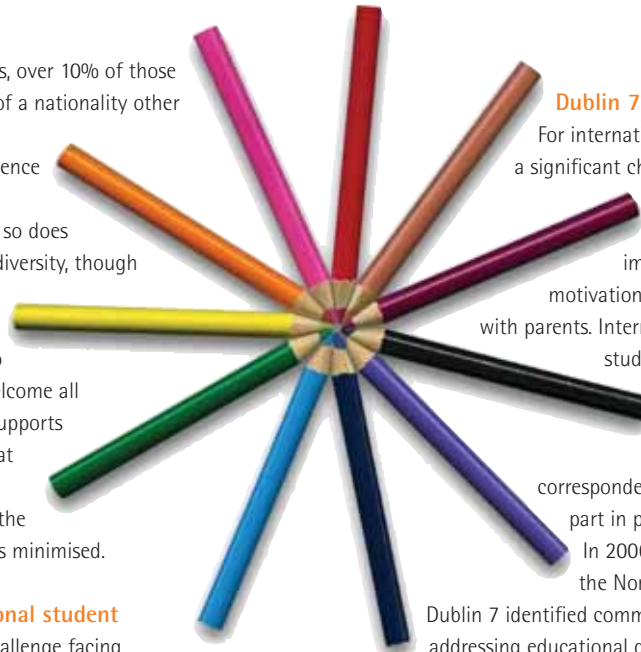 s, over 10% of those
of a nationality other
ence
so does
diversity, though
lcome all
upports
at
the
s minimised.
onal student
allenge facing
Dublin 7
For internat
a significant ch
im
motivation
with parents. Intern
stud
corresponde
part in p
In 2006
the Nor
Dublin 7 identified comm
addressing educational d